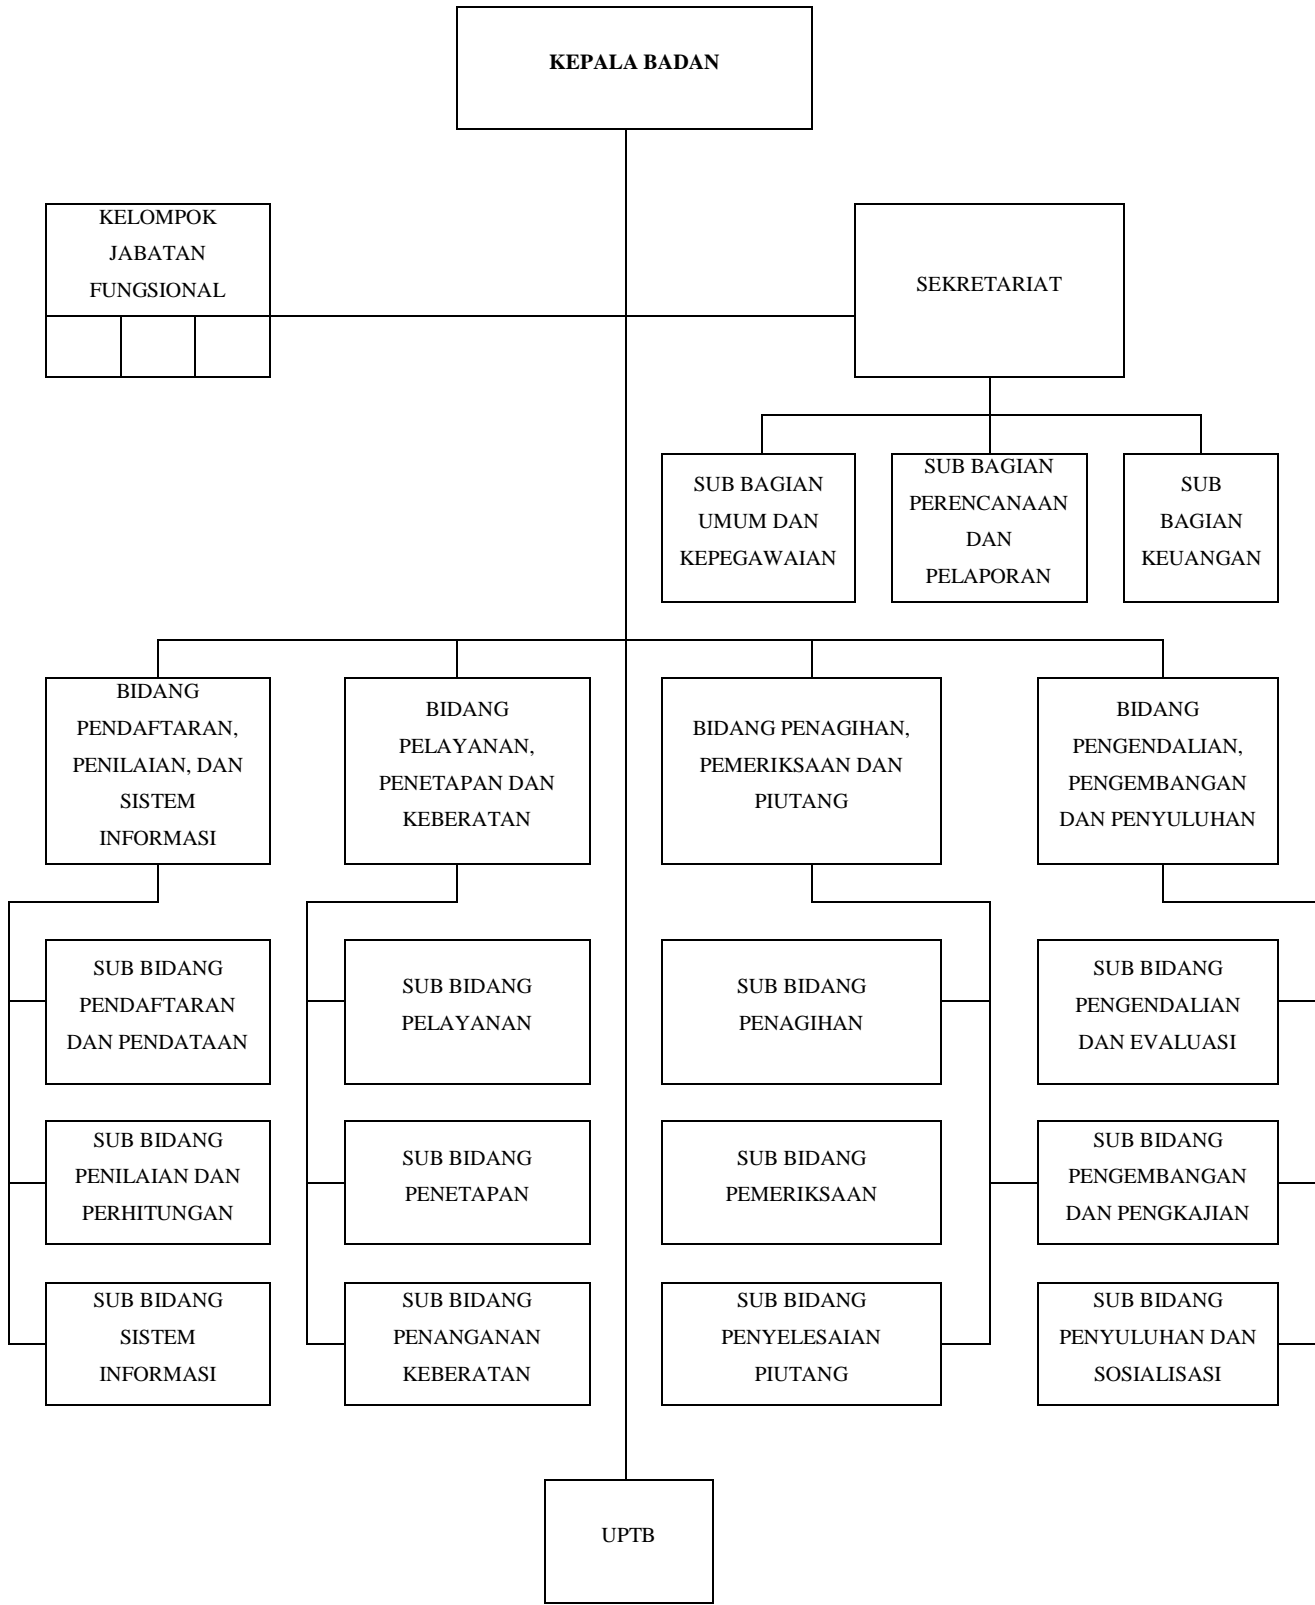 KEPALA BADAN
KELOMPOK
JABATAN
FUNGSIONAL
SEKRETARIAT
SUB BAGIAN
UMUM DAN
KEPEGAWAIAN
SUB BAGIAN
PERENCANAAN
DAN
PELAPORAN
SUB
BAGIAN
KEUANGAN
BIDANG
PENDAFTARAN,
PENILAIAN, DAN
SISTEM
INFORMASI
BIDANG
PELAYANAN,
PENETAPAN DAN
KEBERATAN
BIDANG PENAGIHAN,
PEMERIKSAAN DAN
PIUTANG
BIDANG
PENGENDALIAN,
PENGEMBANGAN
DAN PENYULUHAN
SUB BIDANG
PENDAFTARAN
DAN PENDATAAN
SUB BIDANG
PELAYANAN
SUB BIDANG
PENAGIHAN
SUB BIDANG
PENGENDALIAN
DAN EVALUASI
SUB BIDANG
PENILAIAN DAN
PERHITUNGAN
SUB BIDANG
PENETAPAN
SUB BIDANG
PEMERIKSAAN
SUB BIDANG
PENGEMBANGAN
DAN PENGKAJIAN
SUB BIDANG
SISTEM
INFORMASI
SUB BIDANG
PENANGANAN
KEBERATAN
SUB BIDANG
PENYELESAIAN
PIUTANG
SUB BIDANG
PENYULUHAN DAN
SOSIALISASI
UPTB